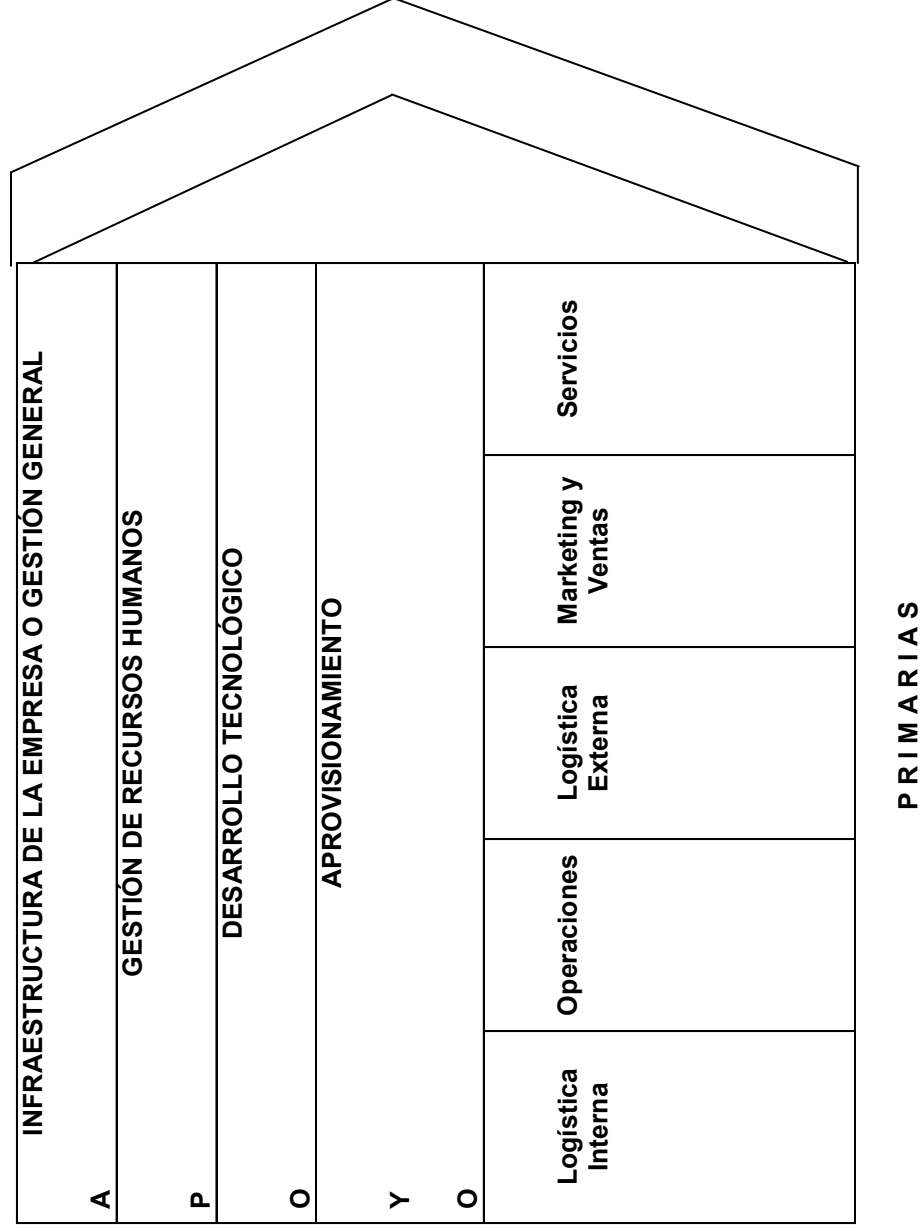 INFRAESTRUCTURA DE LA EMPRESA O GESTIÓN GENERAL
A
GESTIÓN DE RECURSOS HUMANOS
P
DESARROLLO TECNOLÓGICO
O
APROVISIONAMIENTO
Y
O
Logística
Interna
Operaciones
Logística
Externa
Marketing y
Ventas
Servicios
P R I M A R I A S